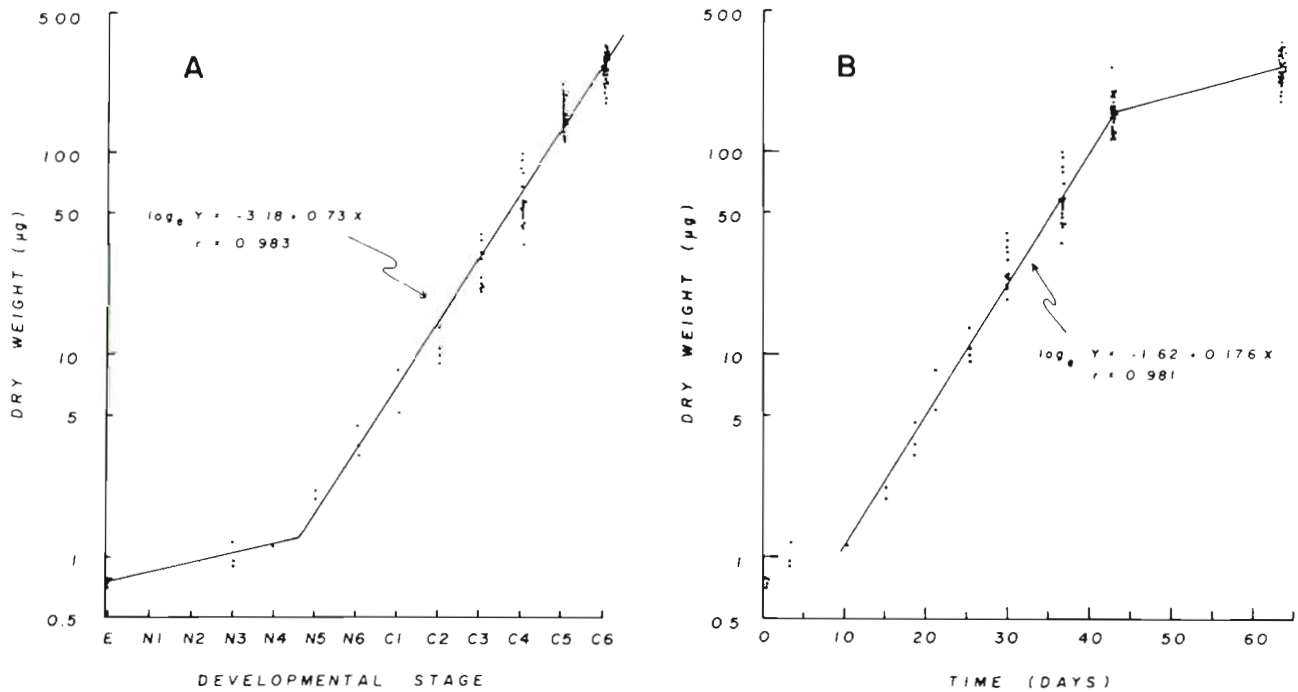 A
500
100
50
10
5
1
0.5
DRY WEIGHT (µg)
logₑ Y = -3.18 + 0.73 X
r = 0.983
E N1 N2 N3 N4 N5 N6 C1 C2 C3 C4 C5 C6
DEVELOPMENTAL STAGE
B
500
100
50
10
5
1
0.5
DRY WEIGHT (µg)
logₑ Y = -1.62 + 0.176 X
r = 0.981
0 10 20 30 40 50 60
TIME (DAYS)